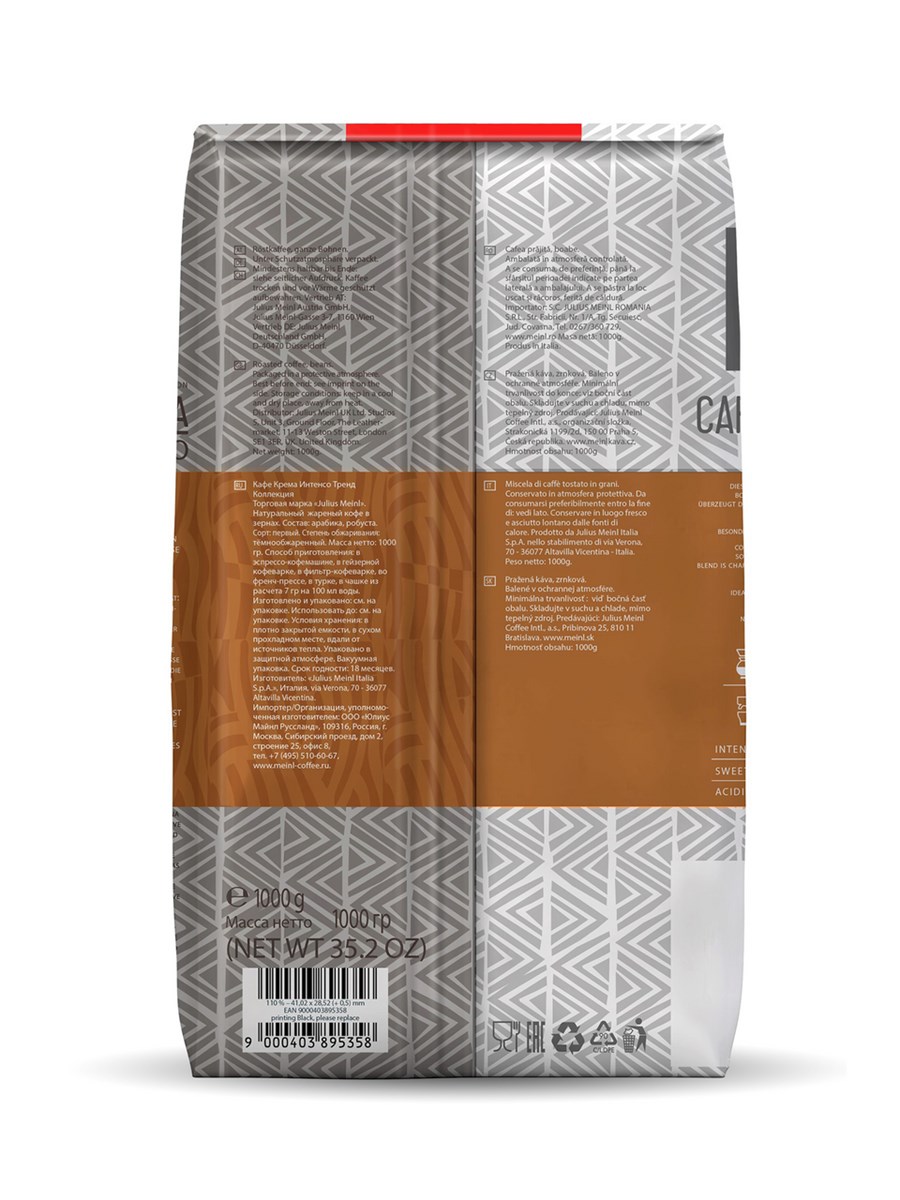 AT
DE
CH
Röstkaffee, ganze Bohnen.
Unter Schutzatmosphäre verpackt.
Mindestens haltbar bis Ende:
siehe seitlicher Aufdruck. Kaffee
trocken und vor Wärme geschützt
aufbewahren. Vertrieb AT:
Julius Meinl Austria GmbH,
Julius-Meinl-Gasse 3-7, 1160 Wien
Vertrieb DE: Julius Meinl
Deutschland GmbH,
D-40470 Düsseldorf.
Roasted coffee, beans.
Packaged in a protective atmosphere.
Best before end: see imprint on the
side. Storage conditions: keep in a cool
and dry place, away from heat.
Distributor: Julius Meinl UK Ltd, Studios
5, Unit 3, Ground Floor, The Leather-
market, 11-13 Weston Street, London
SE1 3ER, UK, United Kingdom.
Net weight: 1000g.
RU
Кафе Крема Интенсо Тренд
Коллекция
Торговая марка «Julius Meinl».
Натуральный жареный кофе в
зернах. Состав: арабика, робуста.
Сорт: первый. Степень обжаривания:
тёмнообжаренный. Масса нетто: 1000
гр. Способ приготовления: в
эспрессо-кофемашине, в гейзерной
кофеварке, в фильтр-кофеварке, во
френч-прессе, в турке, в чашке из
расчета 7 гр на 100 мл воды.
Изготовлено и упаковано: см. на
упаковке. Использовать до: см. на
упаковке. Условия хранения: в
плотно закрытой емкости, в сухом
прохладном месте, вдали от
источников тепла. Упаковано в
защитной атмосфере. Вакуумная
упаковка. Срок годности: 18 месяцев.
Изготовитель: «Julius Meinl Italia
S.p.A.», Италия, via Verona, 70 - 36077
Altavilla Vicentina.
Импортер/Организация, уполномо-
ченная изготовителем: ООО «Юлиус
Майнл Руссланд», 109316, Россия, г.
Москва, Сибирский проезд, дом 2,
строение 25, офис 8,
тел. +7 (495) 510-60-67,
www.meinl-coffee.ru.
℮ 1000 g
Масса нетто 1000 гр
(NET WT 35.2 OZ)
110 % – 41,02 x 28,52 (+ 0,5) mm
EAN 9000403895358
printing Black, please replace
9 000403 895358
Cafea prăjită, boabe.
Ambalată în atmosferă controlată.
A se consuma, de preferinţă, până la
sfârşitul perioadei indicate pe partea
laterală a ambalajului. A se păstra la loc
uscat şi răcoros, ferită de căldură.
Importator: S.C. JULIUS MEINL ROMANIA
S.R.L., Str. Fabricii, Nr. 1/A, Tg. Secuiesc,
Jud. Covasna, Tel. 0267/360 729,
www.meinl.ro Masa netă: 1000g.
Produs in Italia.
Pražená káva, zrnková. Baleno v
ochranné atmosféře. Minimální
trvanlivost do konce: viz boční část
obalu. Skladujte v suchu a chladu, mimo
tepelný zdroj. Prodávající: Julius Meinl
Coffee Intl., a.s., organizační složka
Strakonická 1199/2d, 150 00 Praha 5,
Česká republika. www.meinlkava.cz,
Hmotnost obsahu: 1000g
IT
Miscela di caffè tostato in grani.
Conservato in atmosfera protettiva. Da
consumarsi preferibilmente entro la fine
di: vedi lato. Conservare in luogo fresco
e asciutto lontano dalle fonti di
calore. Prodotto da Julius Meinl Italia
S.p.A. nello stabilimento di via Verona,
70 - 36077 Altavilla Vicentina - Italia.
Peso netto: 1000g.
SK
Pražená káva, zrnková.
Balené v ochrannej atmosfére.
Minimálna trvanlivosť : viď bočná časť
obalu. Skladujte v suchu a chlade, mimo
tepelný zdroj. Predávajúci: Julius Meinl
Coffee Intl., a.s., Pribinova 25, 810 11
Bratislava. www.meinl.sk
Hmotnosť obsahu: 1000g
CAF
DIES
ÜBERZEUGT D
BESOND
BLEND IS CHAR
IDEA
INTEN
SWEET
ACIDI
EAC
90
C/LDPE